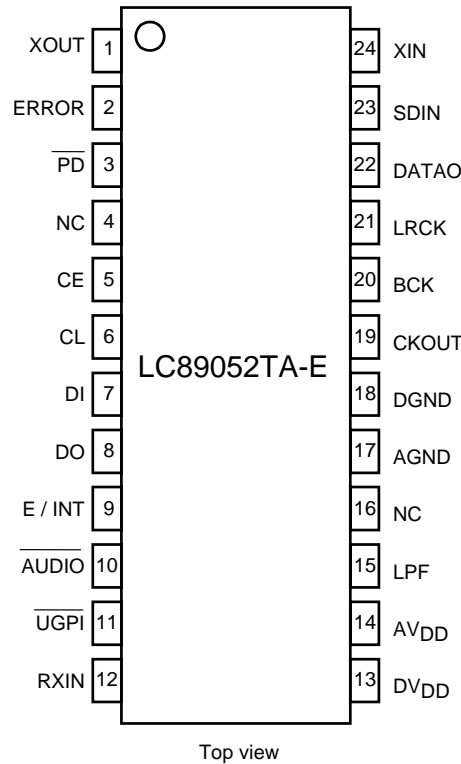 XOUT 1 24 XIN
ERROR 2 23 SDIN
PD 3 22 DATAO
NC 4 21 LRCK
CE 5 20 BCK
CL 6 19 CKOUT
LC89052TA-E
DI 7 18 DGND
DO 8 17 AGND
E / INT 9 16 NC
AUDIO 10 15 LPF
UGPI 11 14 AVDD
RXIN 12 13 DVDD
Top view